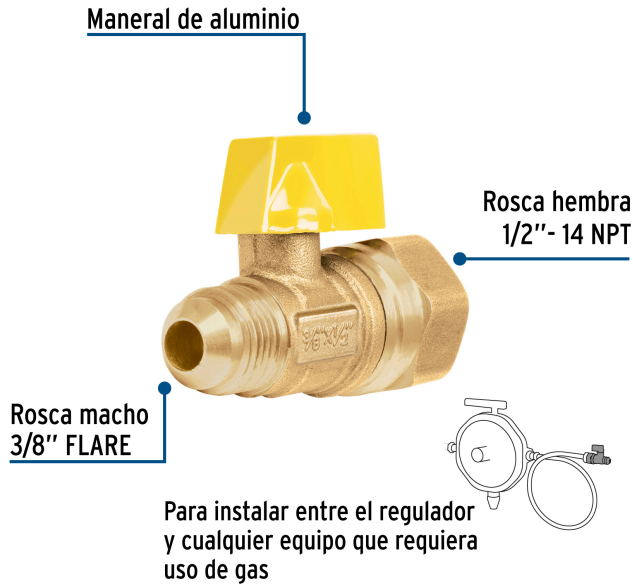 Maneral de aluminio
Rosca hembra
1/2''- 14 NPT
Rosca macho
3/8'' FLARE
Para instalar entre el regulador
y cualquier equipo que requiera
uso de gas